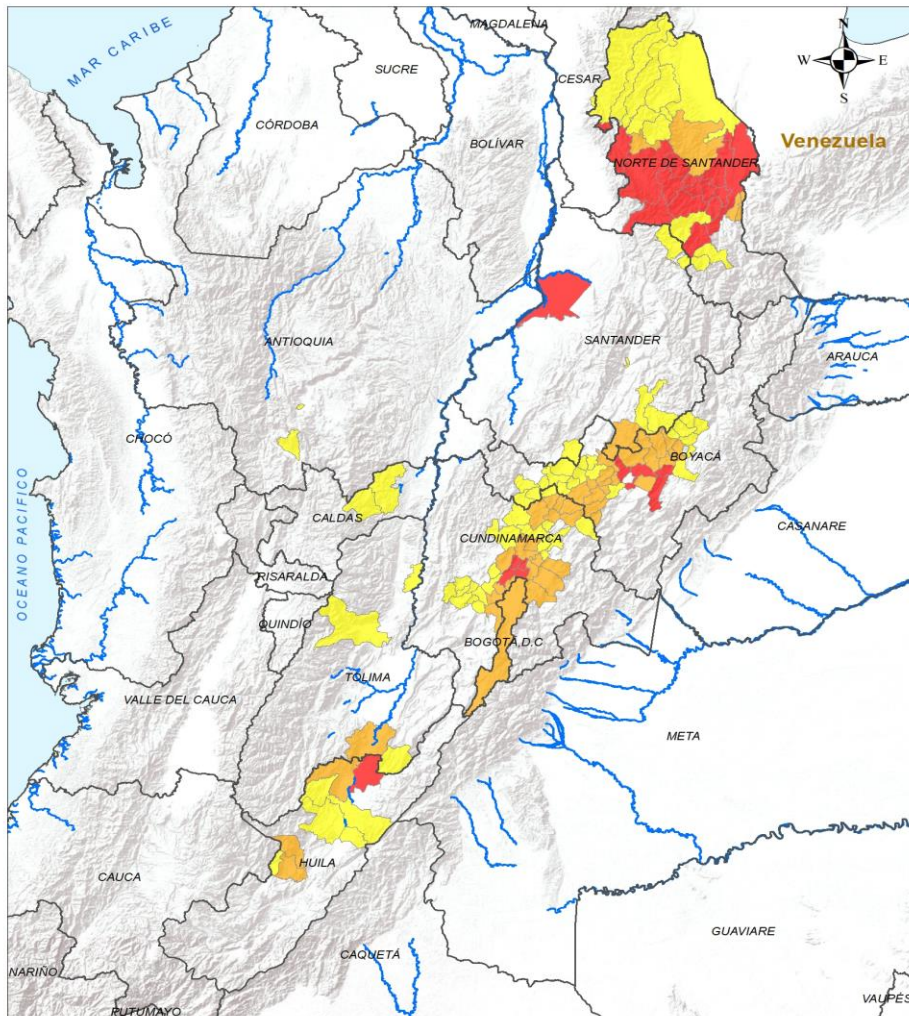 MAGDALENA
MAR CARIBE
N
W
E
S
SUCRE
CESAR
CÓRDOBA
BOLÍVAR
Venezuela
NORTE DE SANTANDER
ANTIOQUIA
SANTANDER
ARAUCA
CHOCÓ
BOYACÁ
CALDAS
CASANARE
CUNDINAMARCA
OCEANO PACIFICO
RISARALDA
QUINDÍO
BOGOTÁ, D.C
TOLIMA
VALLE DEL CAUCA
META
HUILA
CAUCA
GUAVIARE
CAQUETÁ
NARIÑO
VAUPÉS
PUTUMAYO